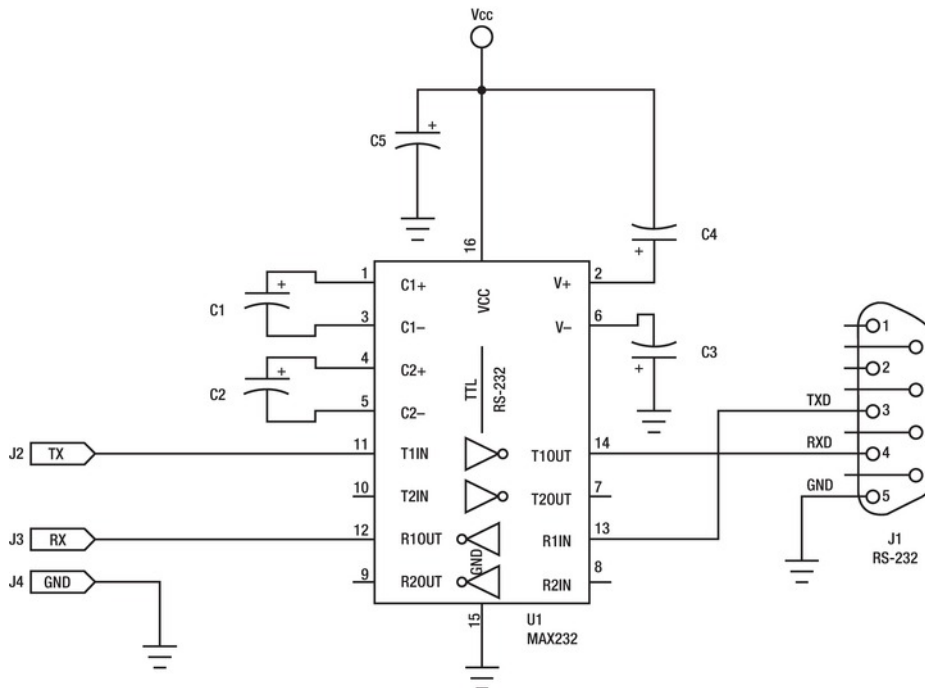 Vcc
C5
+
C4
+
16
1
C1+
VCC
V+
2
C1
+
3
C1–
V–
6
C3
+
4
C2+
C2
+
5
C2–
TTL
RS-232
1
2
TXD
3
J2
TX
11
T1IN
T1OUT
14
RXD
4
10
T2IN
T2OUT
7
GND
5
J3
RX
12
R1OUT
R1IN
13
J1
RS-232
J4
GND
9
R2OUT
GND
R2IN
8
15
U1
MAX232